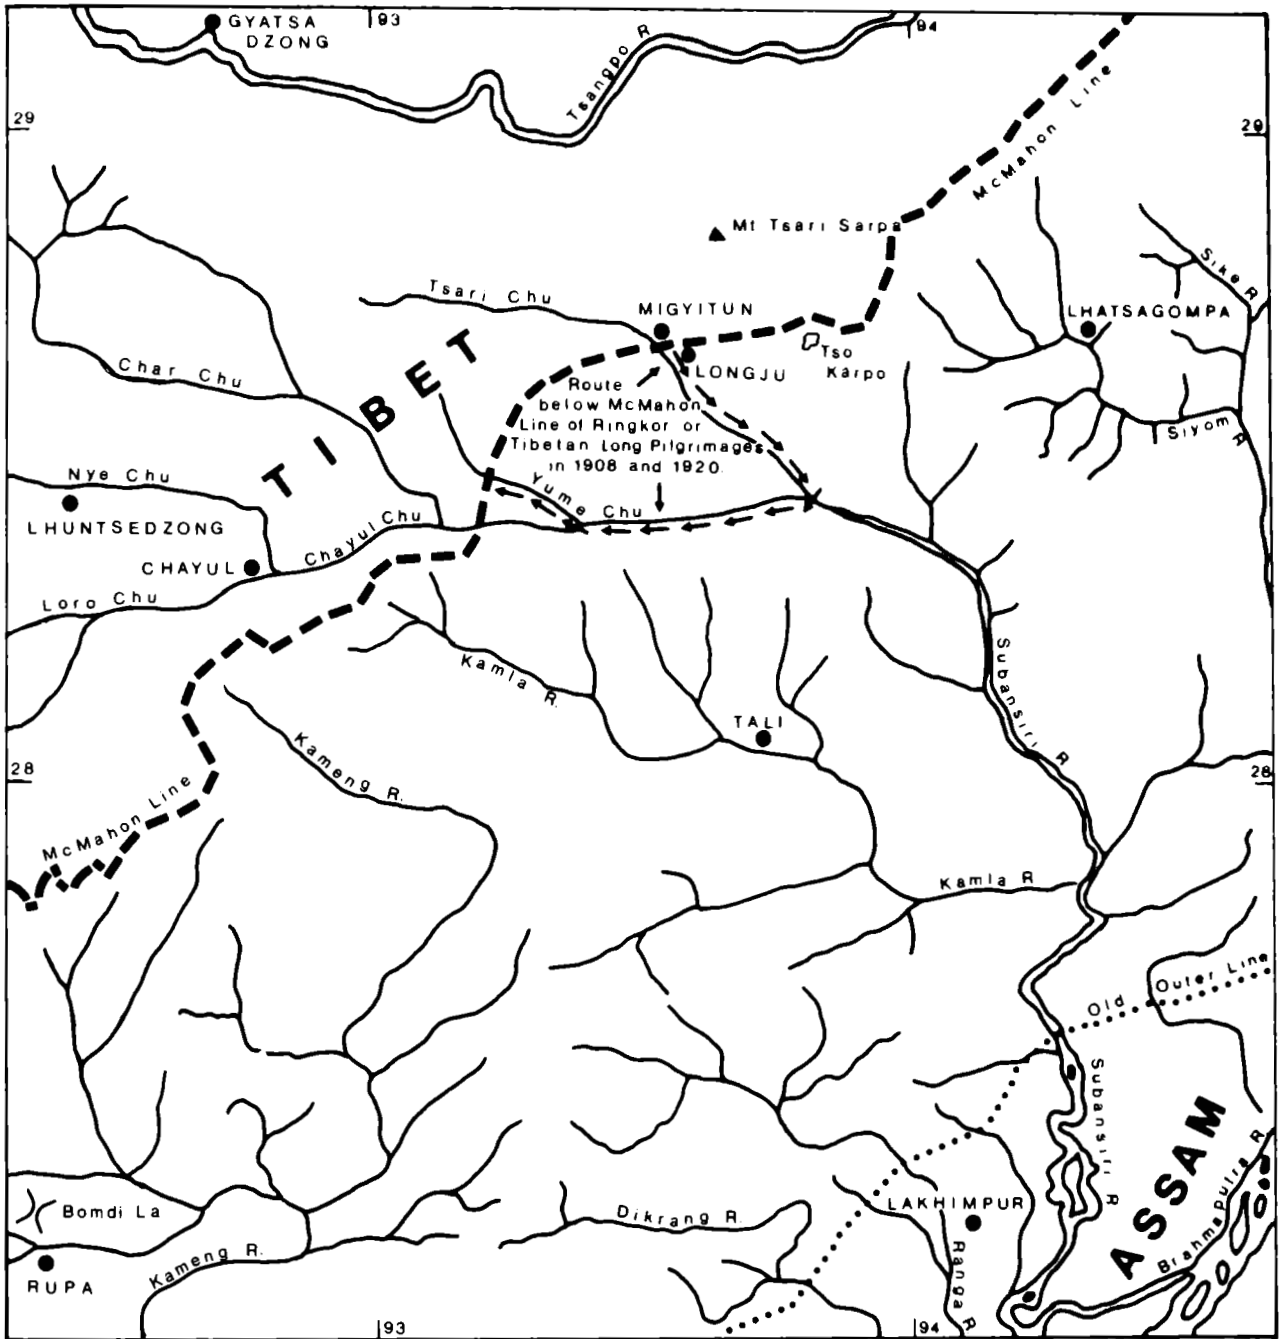 GYATSA
DZONG
93
94
Tsangpo R
29
29
McMahon Line
Mt Tsari Sarpa
Sike R
Tsari Chu
MIGYITUN
LHATSAGOMPA
LONGJU
Tso
Karpo
TIBET
Char Chu
Route
below McMahon
Line of Ringkor or
Tibetan Long Pilgrimages
in 1908 and 1920.
Siyom R
Nye Chu
Yume Chu
LHUNTSEDZONG
Chayul Chu
CHAYUL
Loro Chu
Kamla R.
Subansiri R
TALI
28
28
Kameng R.
McMahon Line
Kamla R
Old Outer Line
Subansiri R
ASSAM
Bomdi La
Dikrang R.
LAKHIMPUR
Brahmaputra R
Kameng R.
Ranga R
RUPA
93
94